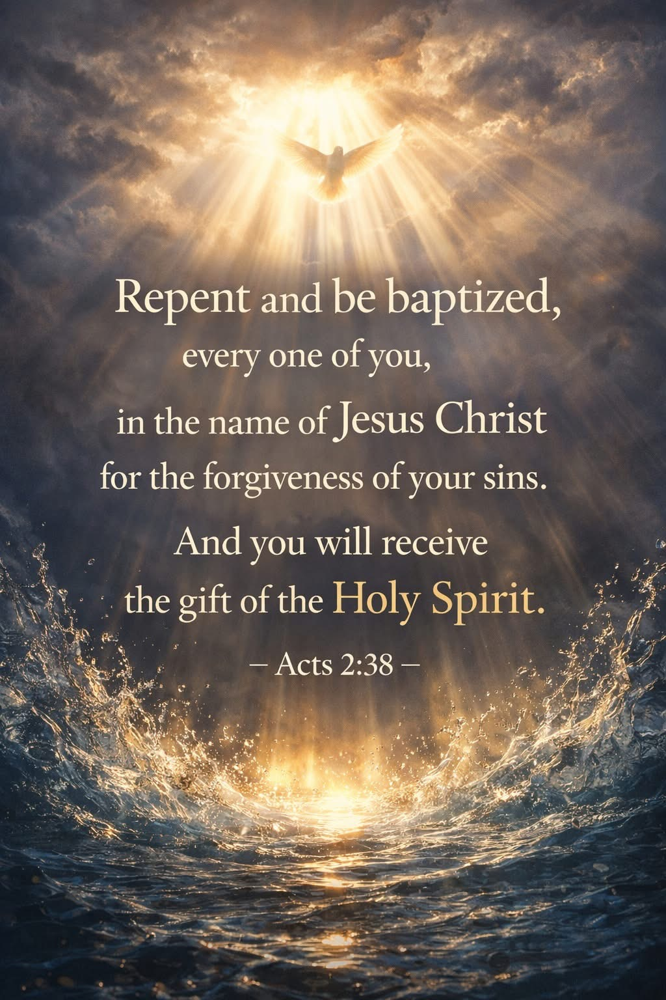 Repent and be baptized,
every one of you,
in the name of Jesus Christ
for the forgiveness of your sins.
And you will receive
the gift of the Holy Spirit.
– Acts 2:38 –